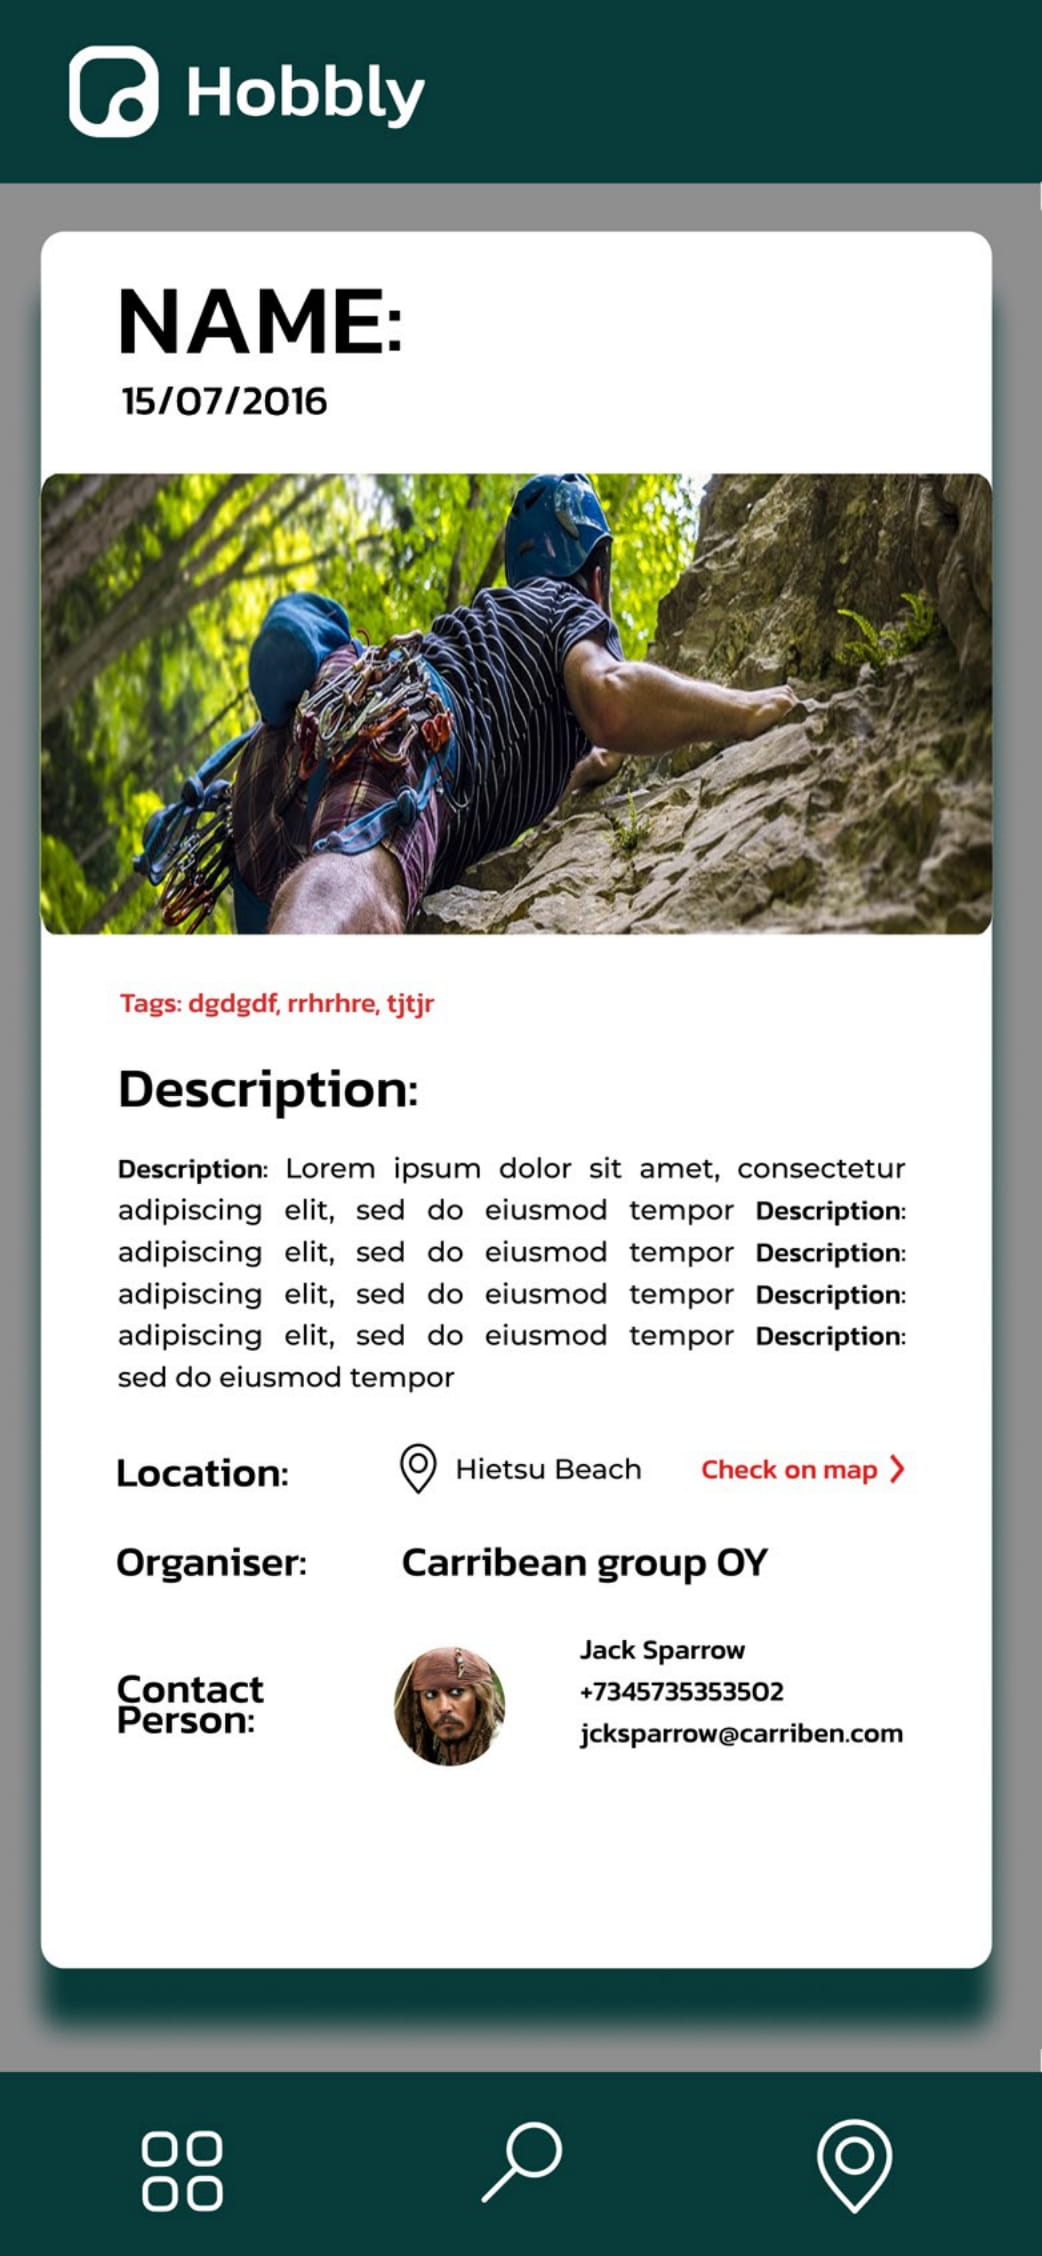 Hobbly
NAME:
15/07/2016
Tags: dgdgdf, rrhrhre, tjtjr
Description:
Description: Lorem ipsum dolor sit amet, consectetur
adipiscing elit, sed do eiusmod tempor Description:
adipiscing elit, sed do eiusmod tempor Description:
adipiscing elit, sed do eiusmod tempor Description:
adipiscing elit, sed do eiusmod tempor Description:
sed do eiusmod tempor
Location: Hietsu Beach Check on map
Organiser: Carribean group OY
Contact
Person:
Jack Sparrow
+7345735353502
jcksparrow@carriben.com